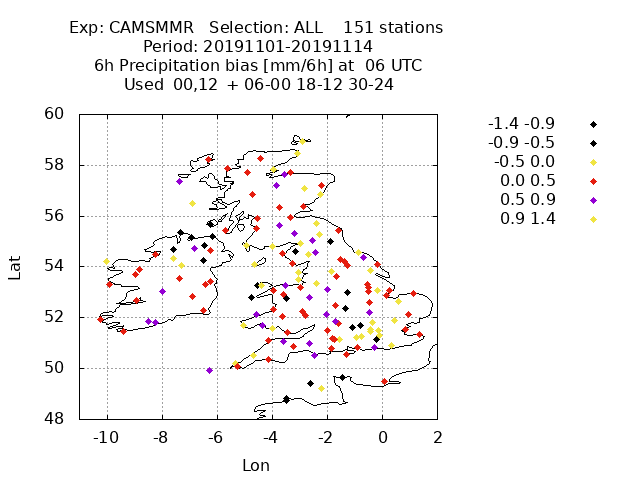 Exp: CAMSMMR   Selection: ALL    151 stations
Period: 20191101-20191114
6h Precipitation bias [mm/6h] at  06 UTC
Used  00,12  + 06-00 18-12 30-24
-1.4 -0.9
-0.9 -0.5
-0.5 0.0
0.0 0.5
0.5 0.9
0.9 1.4
60
58
56
54
52
50
48
Lat
-10 -8 -6 -4 -2 0 2
Lon